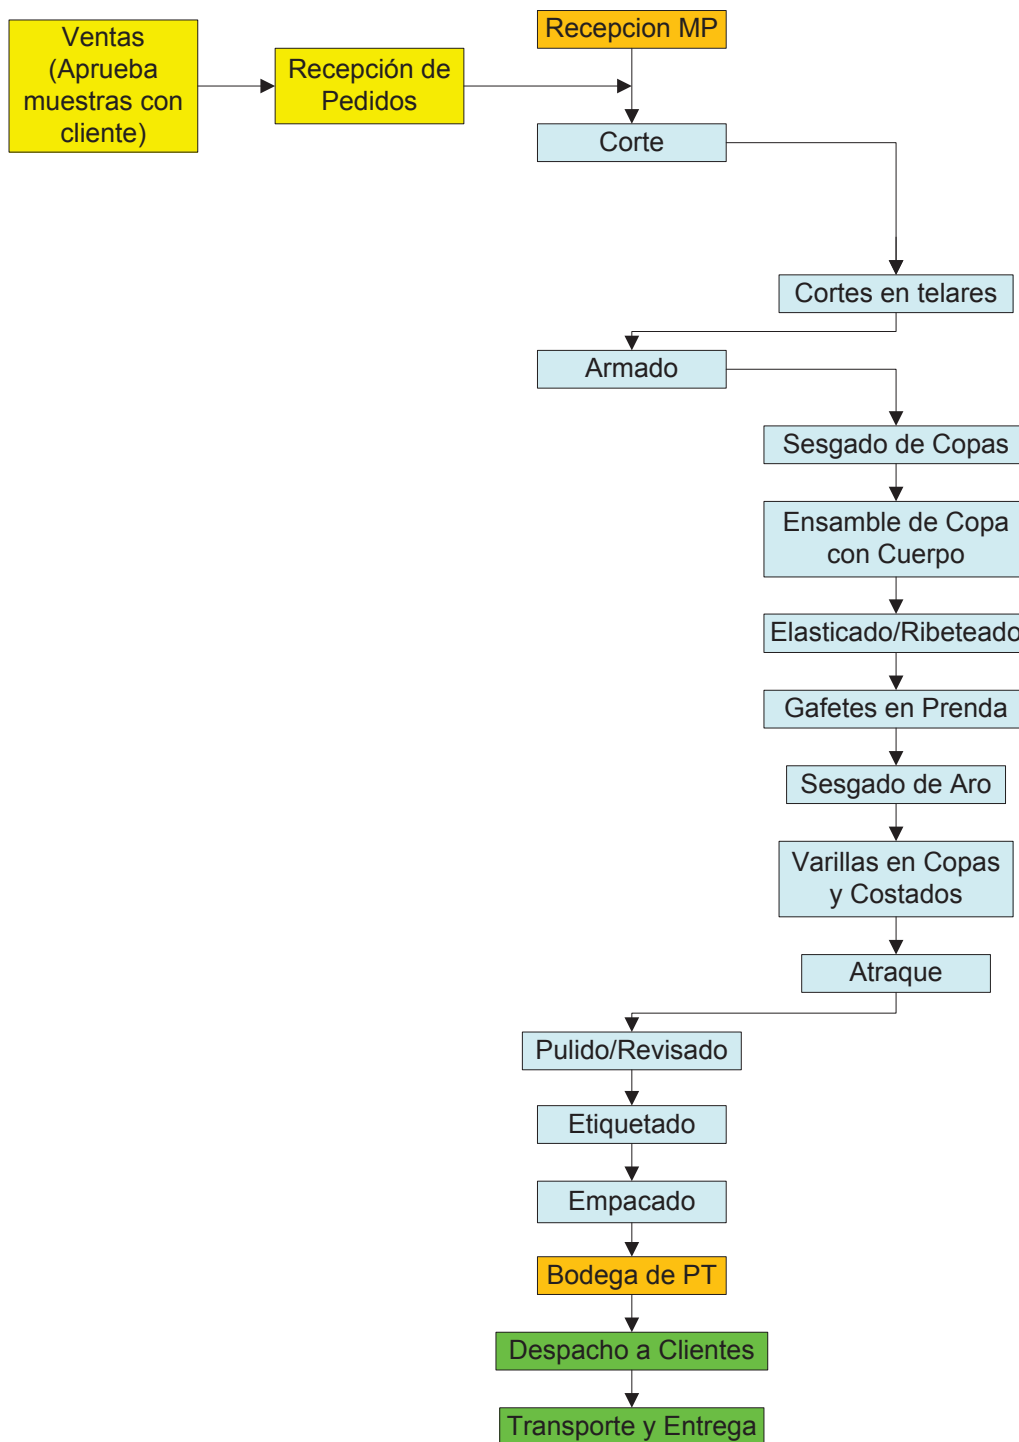 Ventas
(Aprueba
muestras con
cliente)
Recepción de
Pedidos
Recepcion MP
Corte
Cortes en telares
Armado
Sesgado de Copas
Ensamble de Copa
con Cuerpo
Elasticado/Ribeteado
Gafetes en Prenda
Sesgado de Aro
Varillas en Copas
y Costados
Atraque
Pulido/Revisado
Etiquetado
Empacado
Bodega de PT
Despacho a Clientes
Transporte y Entrega